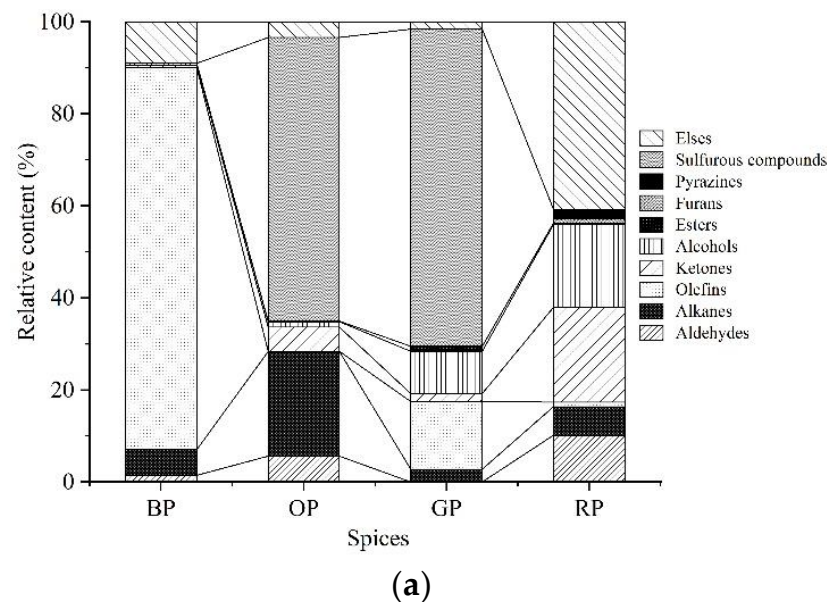 100
80
60
40
20
0
Relative content (%)
BP
OP
GP
RP
Spices
Elses
Sulfurous compounds
Pyrazines
Furans
Esters
Alcohols
Ketones
Olefins
Alkanes
Aldehydes
(a)